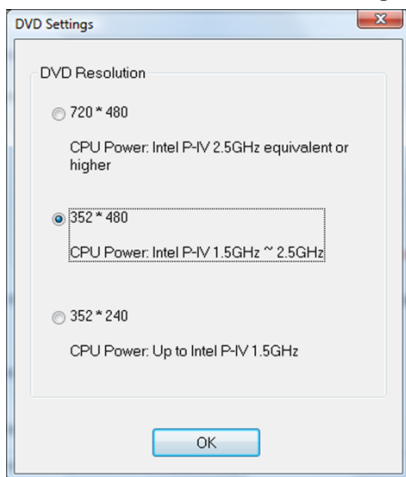 DVD Settings
DVD Resolution
720 * 480
CPU Power: Intel P-IV 2.5GHz equivalent or
higher
352 * 480
CPU Power: Intel P-IV 1.5GHz ~ 2.5GHz
352 * 240
CPU Power: Up to Intel P-IV 1.5GHz
OK